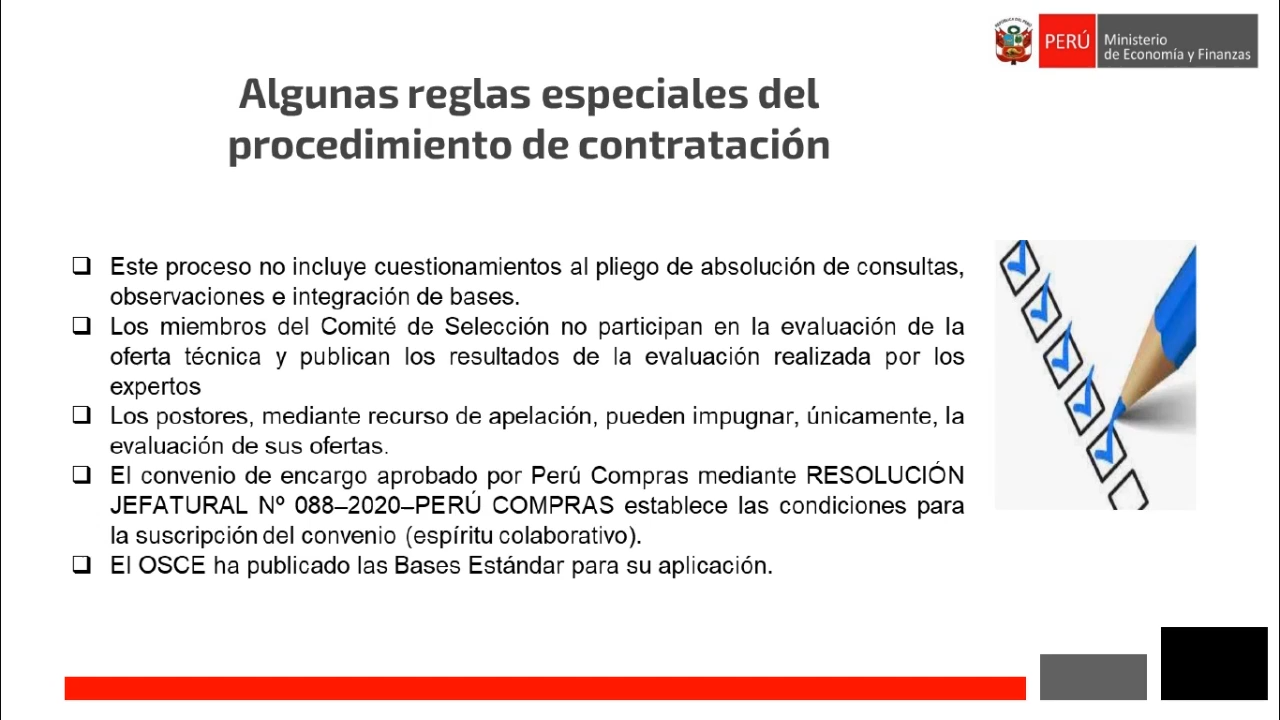 PERÚ
Ministerio
de Economía y Finanzas
Algunas reglas especiales del
procedimiento de contratación
❑ Este proceso no incluye cuestionamientos al pliego de absolución de consultas,
observaciones e integración de bases.
❑ Los miembros del Comité de Selección no participan en la evaluación de la
oferta técnica y publican los resultados de la evaluación realizada por los
expertos
❑ Los postores, mediante recurso de apelación, pueden impugnar, únicamente, la
evaluación de sus ofertas.
❑ El convenio de encargo aprobado por Perú Compras mediante RESOLUCIÓN
JEFATURAL Nº 088–2020–PERÚ COMPRAS establece las condiciones para
la suscripción del convenio (espíritu colaborativo).
❑ El OSCE ha publicado las Bases Estándar para su aplicación.